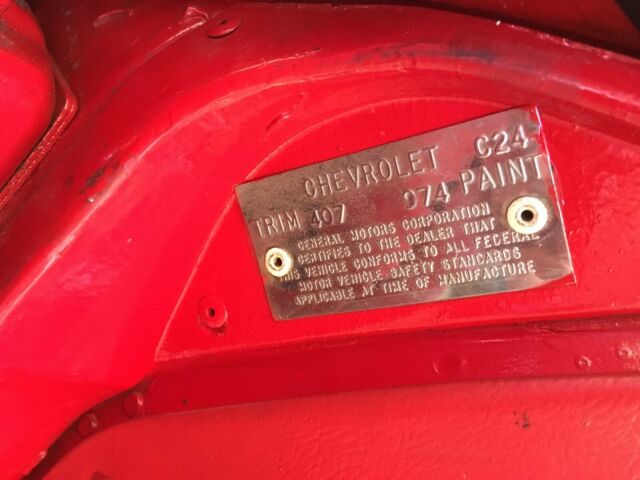 CHEVROLET C24
TRIM 407 974 PAINT
GENERAL MOTORS CORPORATION
CERTIFIES TO THE DEALER THAT
THIS VEHICLE CONFORMS TO ALL FEDERAL
MOTOR VEHICLE SAFETY STANDARDS
APPLICABLE AT TIME OF MANUFACTURE